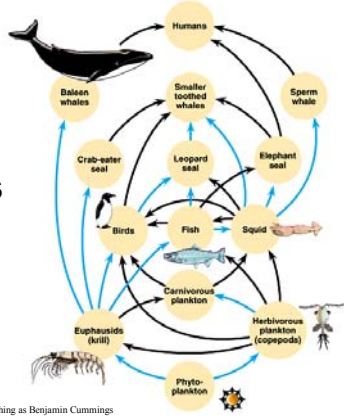 Humans
Baleen
whales
Smaller
toothed
whales
Sperm
whale
Crab-eater
seal
Leopard
seal
Elephant
seal
Birds
Fish
Squid
Carnivorous
plankton
Euphausids
(krill)
Herbivorous
plankton
(copepods)
Phyto-
plankton
hing as Benjamin Cummings